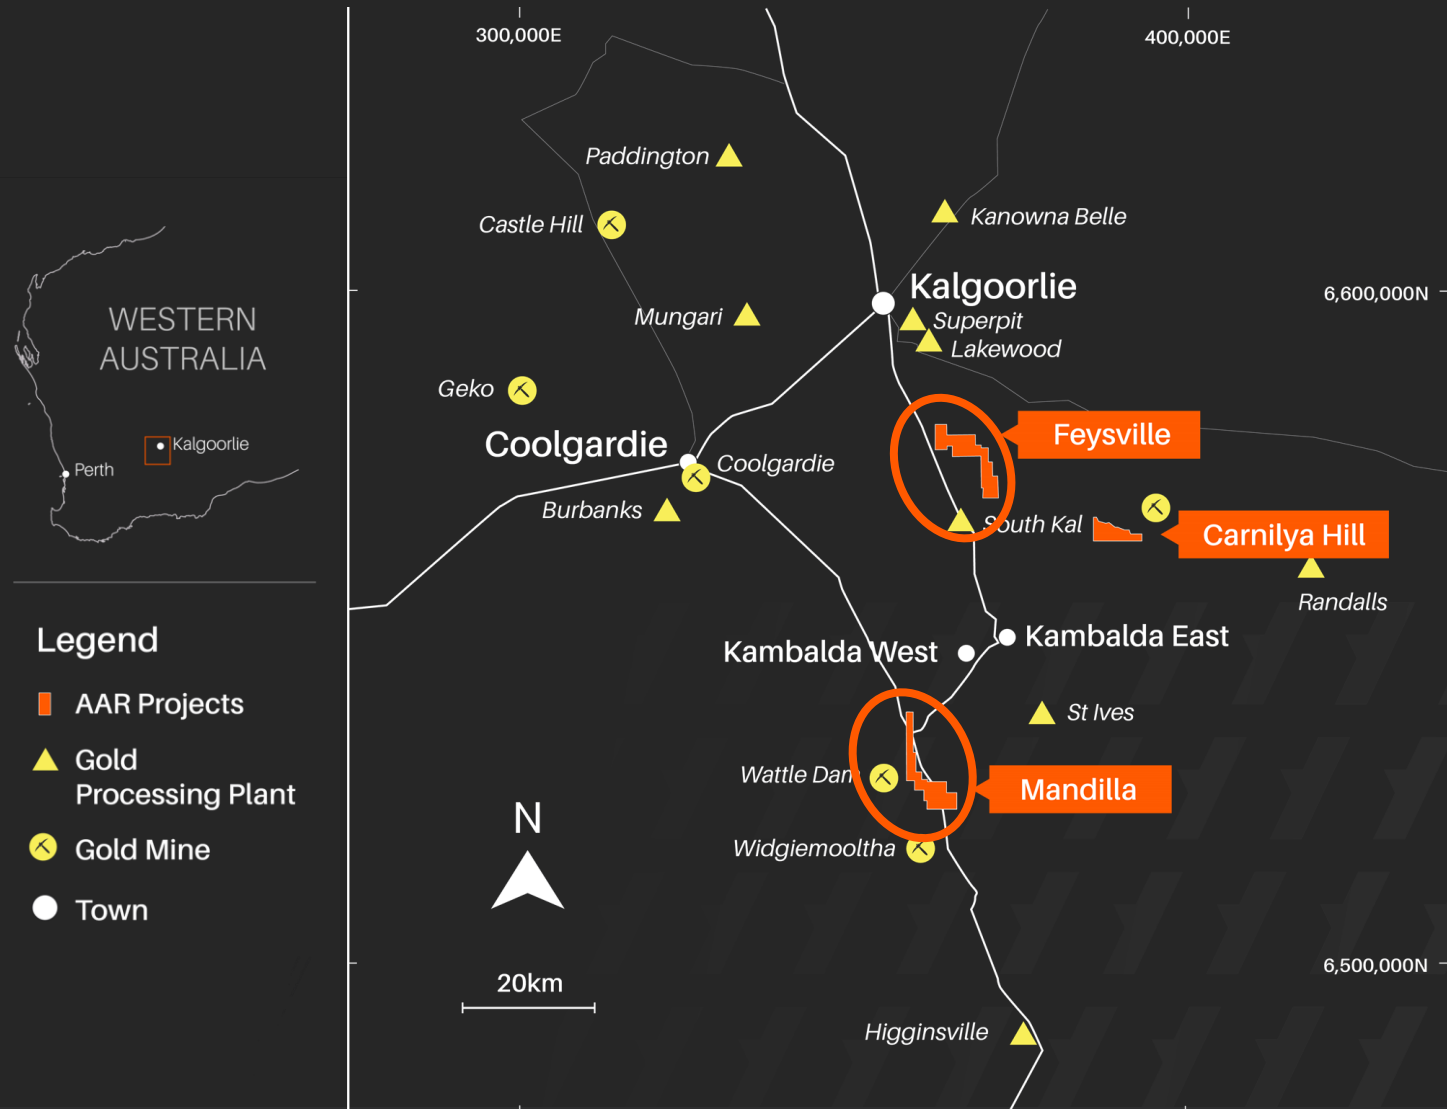 300,000E
400,000E
Paddington
Castle Hill
Kanowna Belle
Kalgoorlie
6,600,000N
Mungari
Superpit
Lakewood
WESTERN
AUSTRALIA
Geko
Feysville
Kalgoorlie
Coolgardie
Coolgardie
Perth
Burbanks
South Kal
Carnilya Hill
Randalls
Legend
Kambalda East
Kambalda West
AAR Projects
St Ives
Gold
Processing Plant
Wattle Dam
Mandilla
N
Gold Mine
Widgiemooltha
Town
20km
6,500,000N
Higginsville